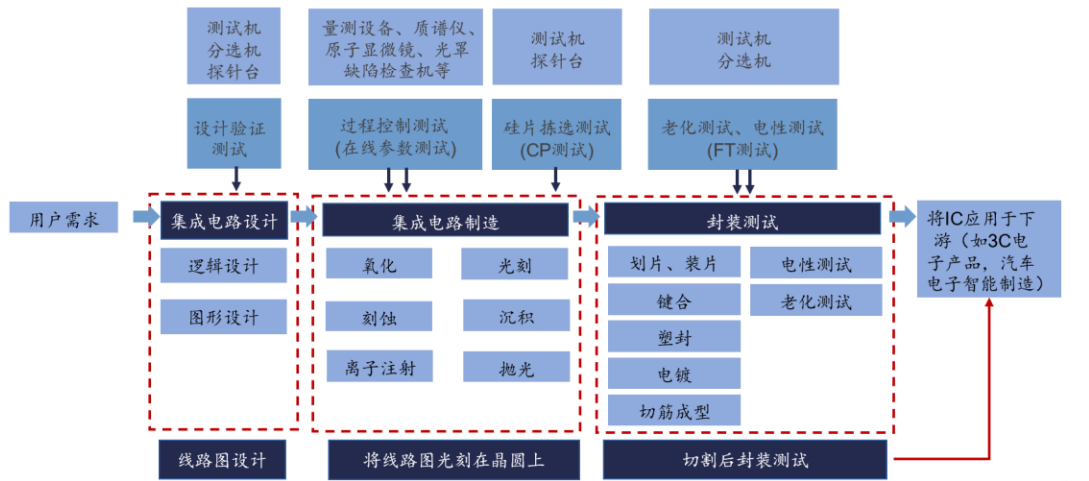 测试机
分选机
探针台
量测设备、质谱仪、
原子显微镜、光罩
缺陷检查机等
测试机
探针台
测试机
分选机
设计验证
测试
过程控制测试
(在线参数测试)
硅片拣选测试
(CP测试)
老化测试、电性测试
(FT测试)
用户需求
集成电路设计
集成电路制造
封装测试
将IC应用于下
游（如3C电
子产品，汽车
电子智能制造）
逻辑设计
图形设计
氧化
光刻
刻蚀
沉积
离子注射
抛光
划片、装片
电性测试
键合
老化测试
塑封
电镀
切筋成型
线路图设计
将线路图光刻在晶圆上
切割后封装测试